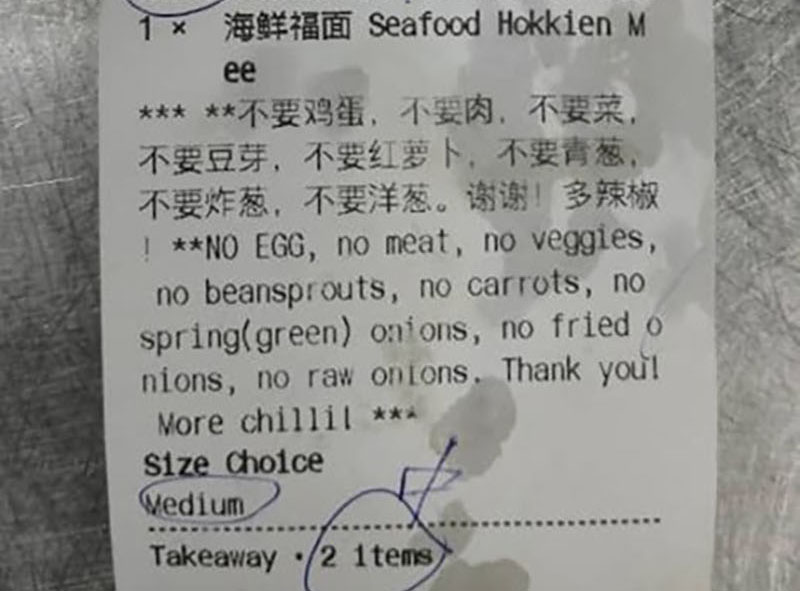 1 × 海鲜福面 Seafood Hokkien M
ee
*** **不要鸡蛋, 不要肉, 不要菜,
不要豆芽, 不要红萝卜, 不要青葱,
不要炸葱, 不要洋葱。谢谢! 多辣椒
! **NO EGG, no meat, no veggies,
no beansprouts, no carrots, no
spring(green) onions, no fried o
nions, no raw onions. Thank you!
More chilli! ***
Size Choice
Medium
Takeaway · 2 items